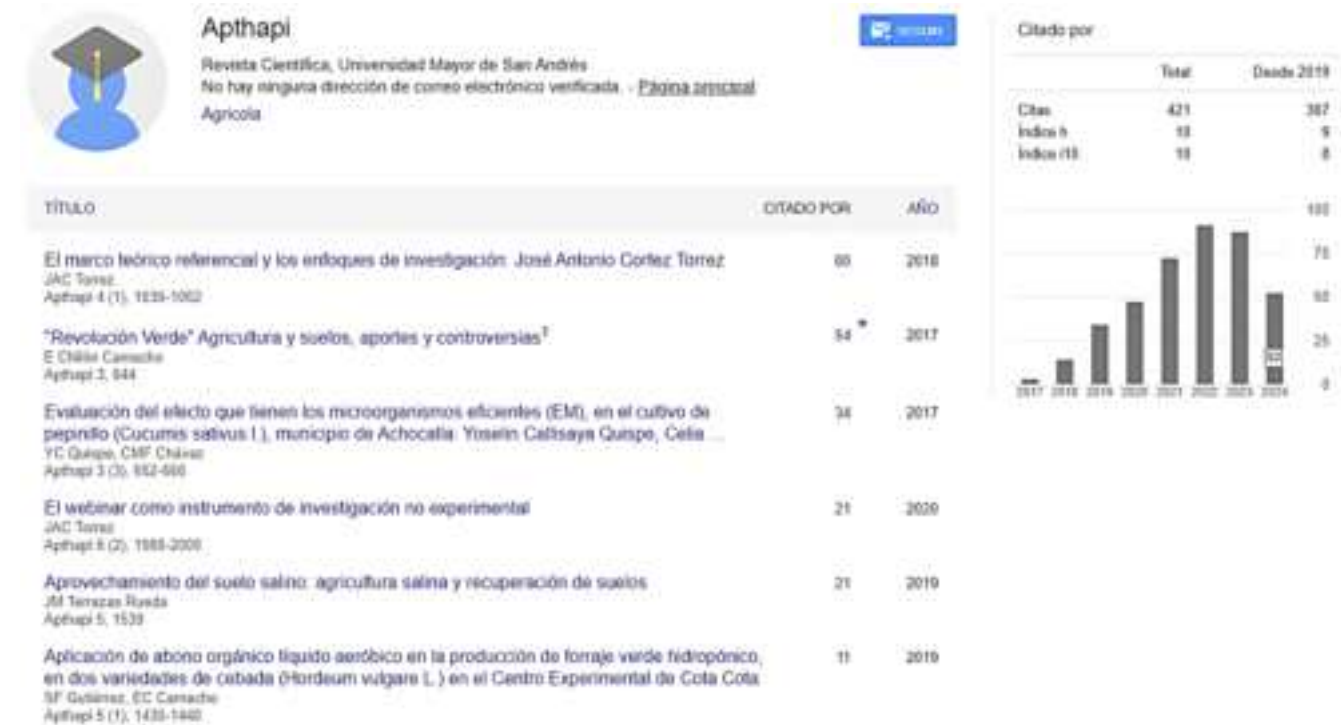 Apthapi
Revista Científica, Universidad Mayor de San Andrés
No hay ninguna dirección de correo electrónico verificada. - Página principal
Agricola
SEGUIR
TÍTULO CITADO POR AÑO
El marco teórico referencial y los enfoques de investigación: José Antonio Cortez Torrez 2018
JAC Torrez
Apthapi 4 (1)
"Revolución Verde" Agricultura y suelos, aportes y controversias 54 * 2017
E Chilón Camacho
Apthapi 3, 844
Evaluación del efecto que tienen los microorganismos eficientes (EM), en el cultivo de 34 2017
pepinillo (Cucumis sativus l.), municipio de Achocalla: Yoselin Callisaya Quispe, Celia ...
YC Quispe, CMF Chávez
Apthapi 3 (3), 652-666
El webinar como instrumento de investigación no experimental 21 2020
JAC Torrez
Apthapi 6 (2), 1988-2000
Aprovechamiento del suelo salino: agricultura salina y recuperación de suelos 21 2019
JM Terrazas Rueda
Apthapi 5, 1539
Aplicación de abono orgánico líquido aeróbico en la producción de forraje verde hidropónico, 11 2019
en dos variedades de cebada (Hordeum vulgare L.) en el Centro Experimental de Cota Cota
SF Gutiérrez, EC Camacho
Apthapi 5 (1), 1435-1440
Citado por
Total Desde 2019
Citas 421 387
Índice h 10 9
Índice i10 10 8
100
75
50
25
0
2017 2018 2019 2020 2021 2022 2023 2024
52